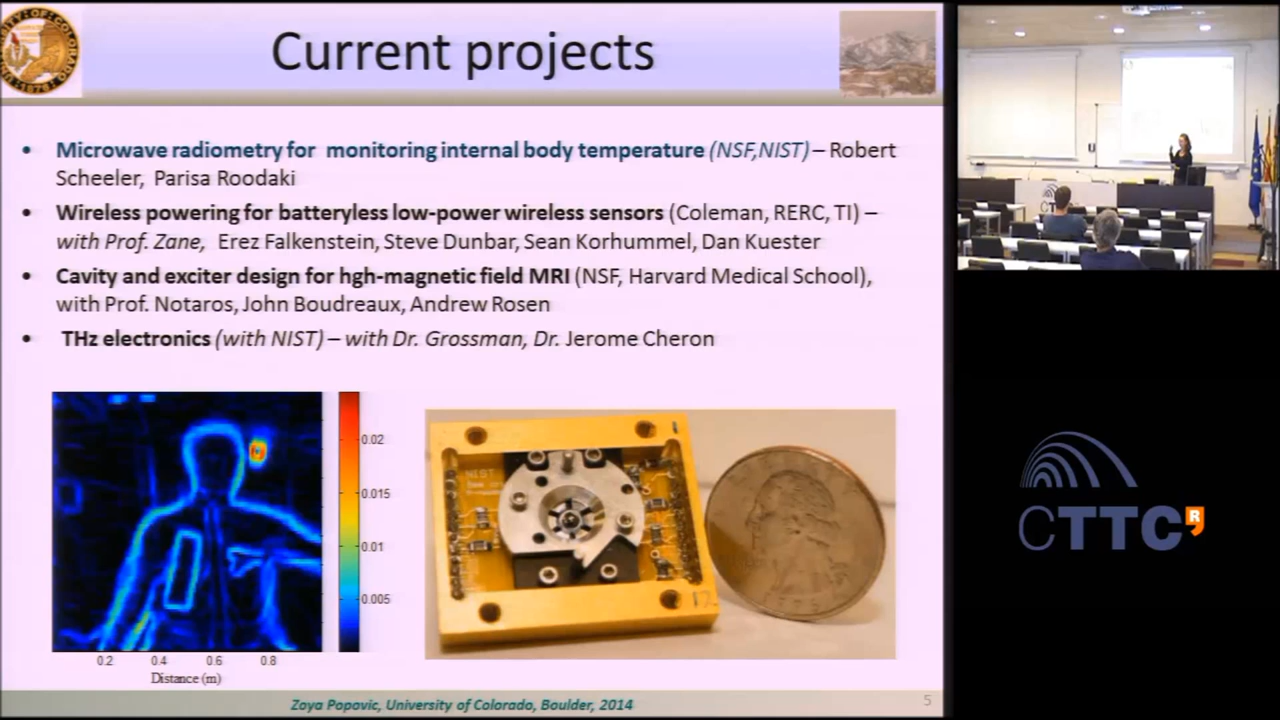 Current projects
• Microwave radiometry for monitoring internal body temperature (NSF,NIST) – Robert
Scheeler, Parisa Roodaki
• Wireless powering for batteryless low-power wireless sensors (Coleman, RERC, TI) –
with Prof. Zane, Erez Falkenstein, Steve Dunbar, Sean Korhummel, Dan Kuester
• Cavity and exciter design for hgh-magnetic field MRI (NSF, Harvard Medical School),
with Prof. Notaros, John Boudreaux, Andrew Rosen
• THz electronics (with NIST) – with Dr. Grossman, Dr. Jerome Cheron
0.02
0.015
0.01
0.005
0.2 0.4 0.6 0.8
Distance (m)
NIST
12
CTTC
R
Zoya Popovic, University of Colorado, Boulder, 2014
5